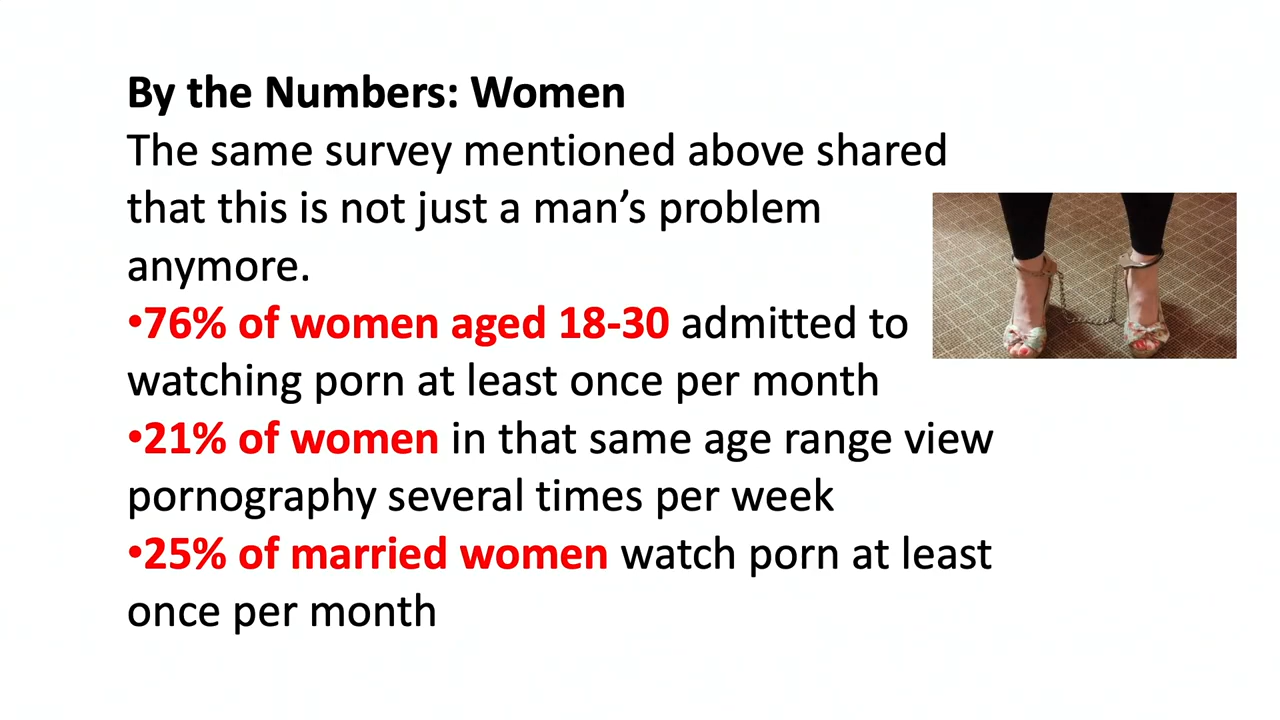 By the Numbers: Women
The same survey mentioned above shared
that this is not just a man’s problem
anymore.
•76% of women aged 18-30 admitted to
watching porn at least once per month
•21% of women in that same age range view
pornography several times per week
•25% of married women watch porn at least
once per month